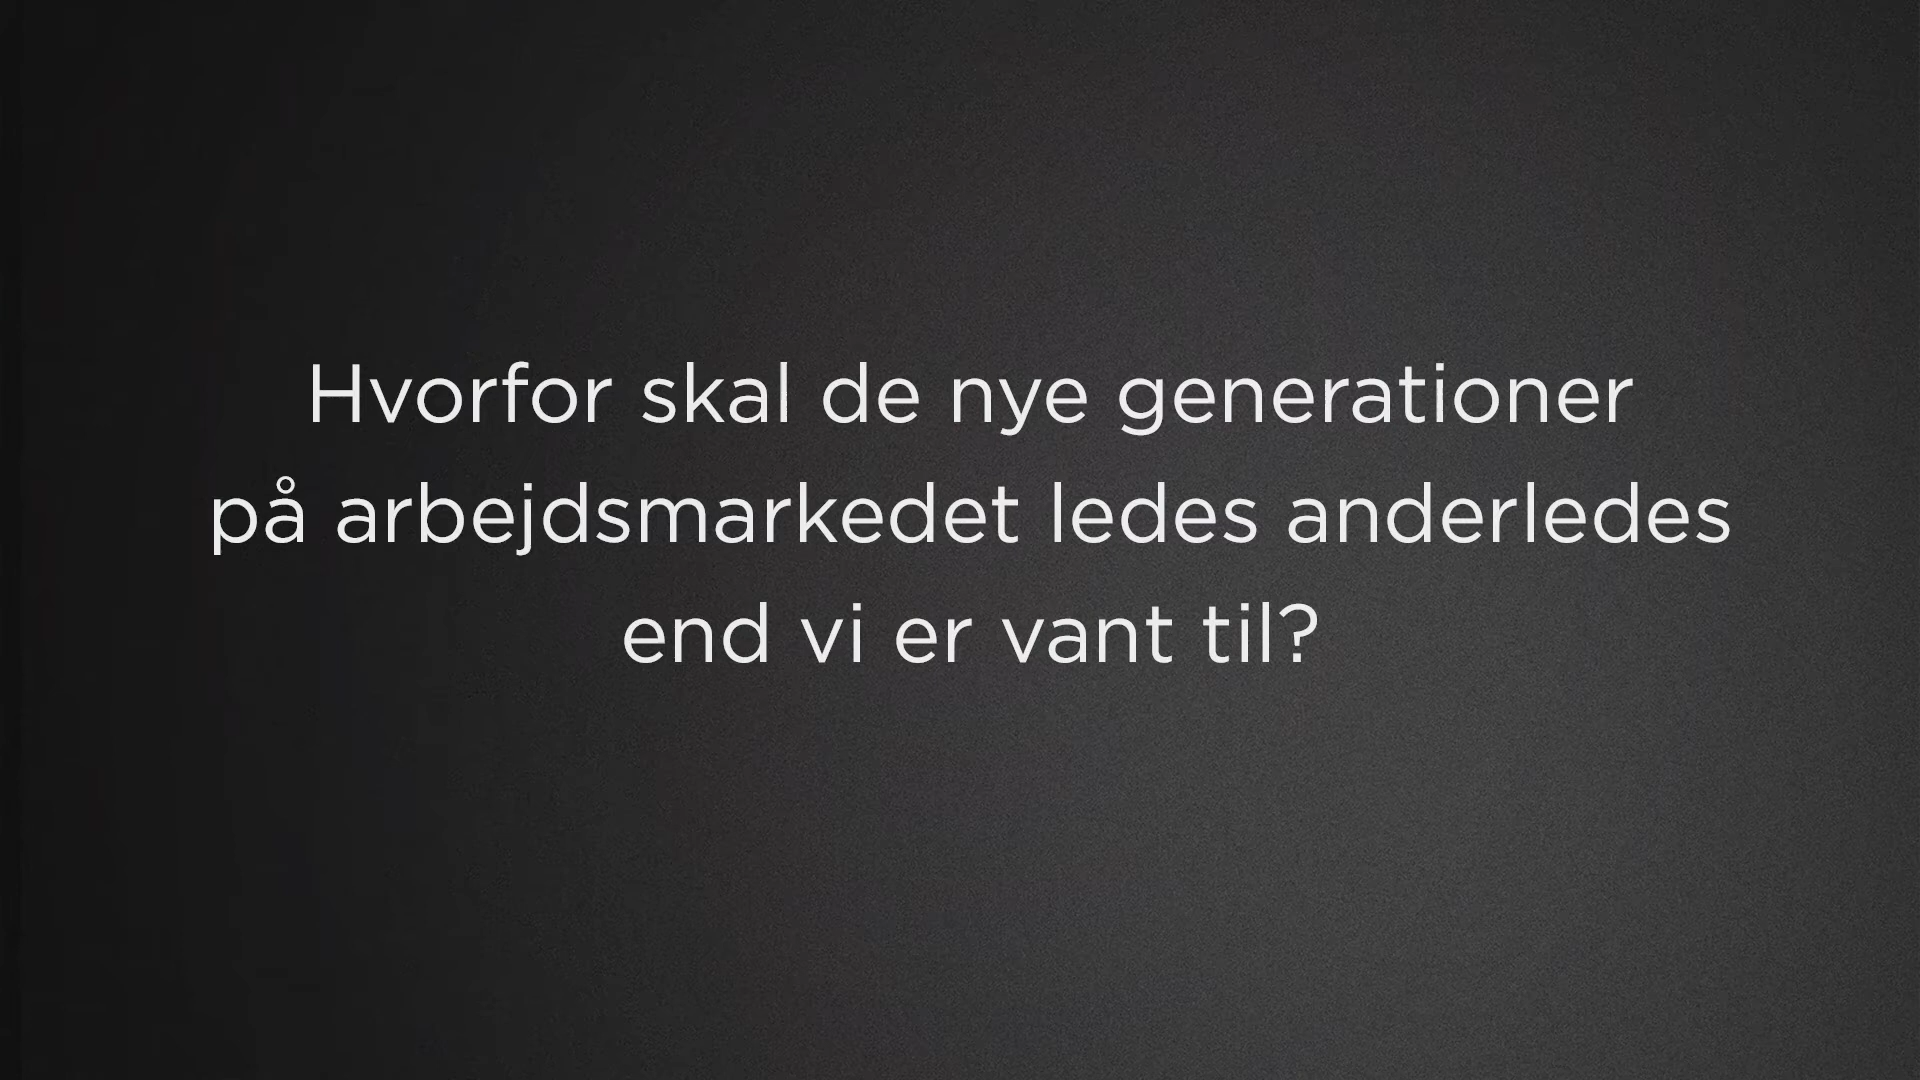 Hvorfor skal de nye generationer
på arbejdsmarkedet ledes anderledes
end vi er vant til?